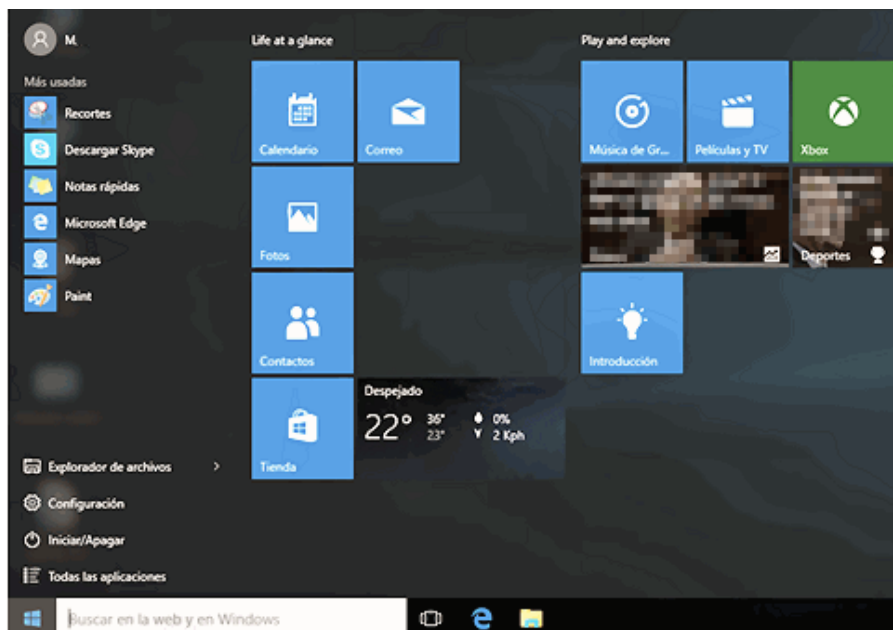 M.
Más usadas
Recortes
Descargar Skype
Notas rápidas
Microsoft Edge
Mapas
Paint
Explorador de archivos
Configuración
Iniciar/Apagar
Todas las aplicaciones
Life at a glance
Calendario
Correo
Fotos
Contactos
Tienda
Despejado
22° 36° 0%
23° 2 Kph
Play and explore
Música de Gr...
Películas y TV
Xbox
Deportes
Introducción
Buscar en la web y en Windows